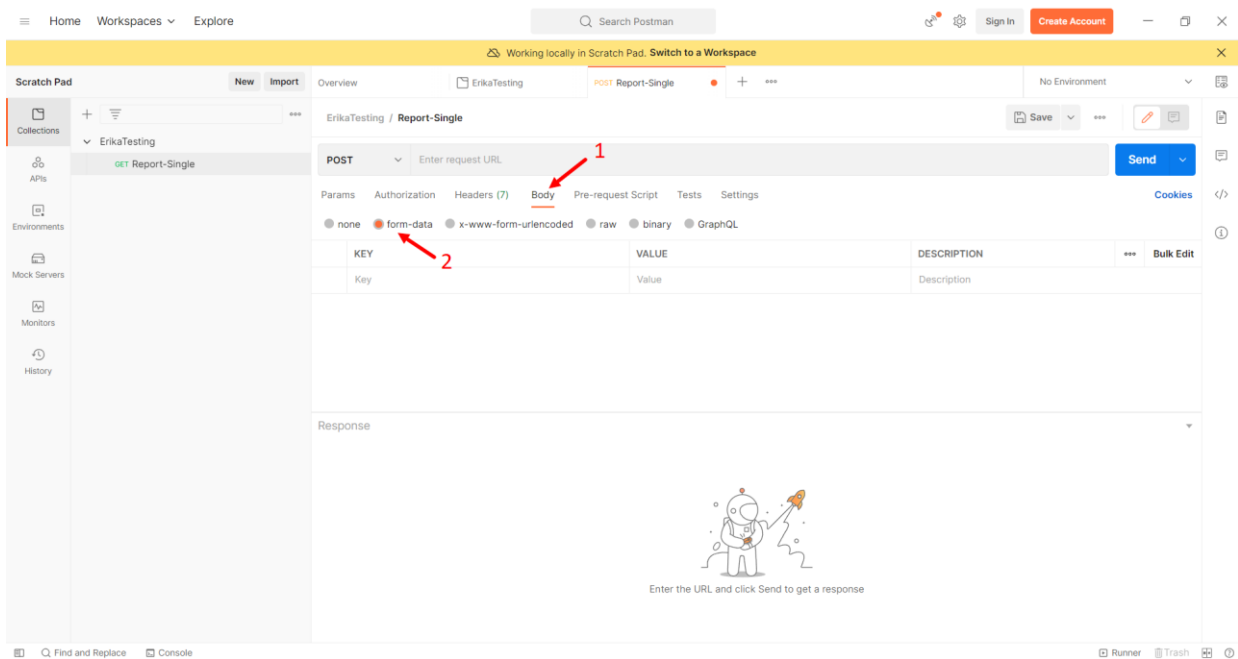 Home Workspaces Explore Search Postman Sign In Create Account
Working locally in Scratch Pad. Switch to a Workspace
Scratch Pad New Import Overview ErikaTesting POST Report-Single No Environment
Collections
ErikaTesting / Report-Single Save
ErikaTesting
GET Report-Single
POST Enter request URL 1 Send
APIs
Params Authorization Headers (7) Body Pre-request Script Tests Settings Cookies
Environments
none form-data x-www-form-urlencoded raw binary GraphQL
KEY VALUE DESCRIPTION Bulk Edit
2
Mock Servers
Key Value Description
Monitors
History
Response
Enter the URL and click Send to get a response
Find and Replace Console Runner Trash